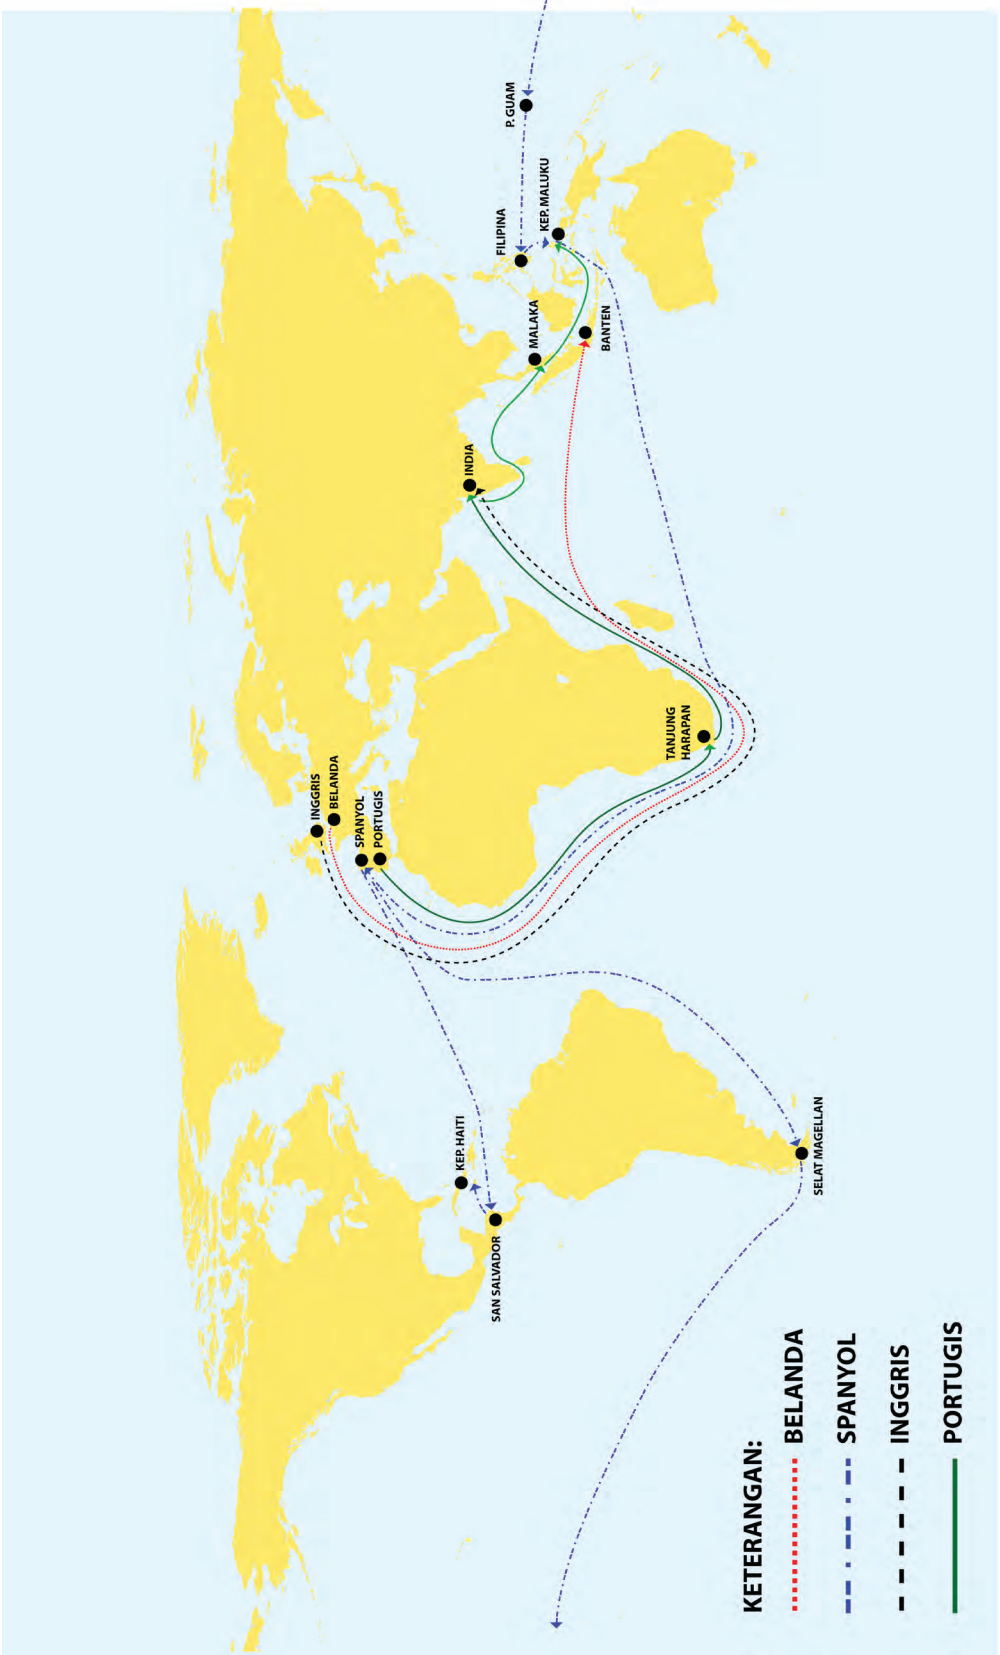 INGGRIS
BELANDA
SPANYOL
PORTUGIS
KEP. HAITI
SAN SALVADOR
SELAT MAGELLAN
TANJUNG
HARAPAN
INDIA
MALAKA
BANTEN
FILIPINA
KEP. MALUKU
P. GUAM
KETERANGAN:
BELANDA
SPANYOL
INGGRIS
PORTUGIS